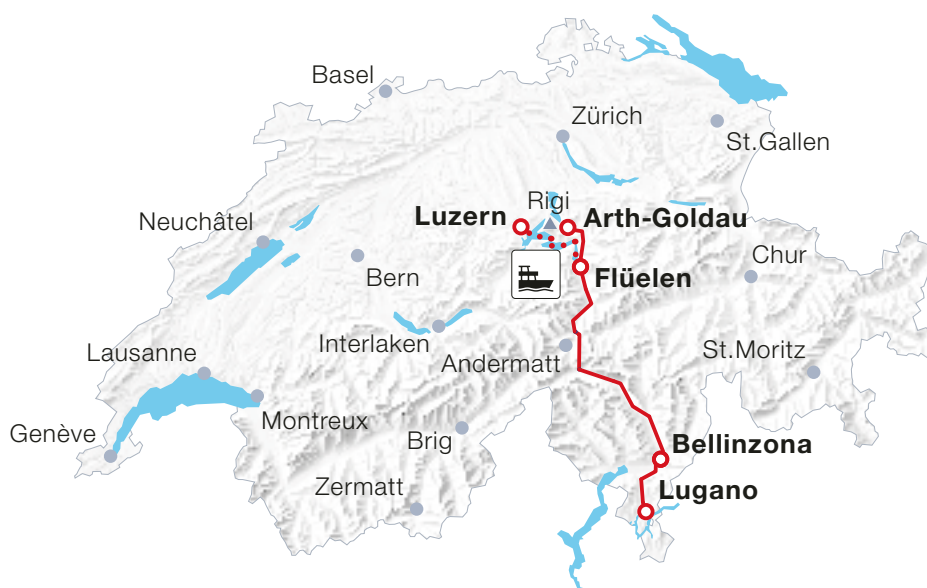 Basel
Zürich
St.Gallen
Rigi
Luzern
Arth-Goldau
Neuchâtel
Bern
Flüelen
Chur
Interlaken
Andermatt
St.Moritz
Lausanne
Montreux
Genève
Brig
Bellinzona
Zermatt
Lugano